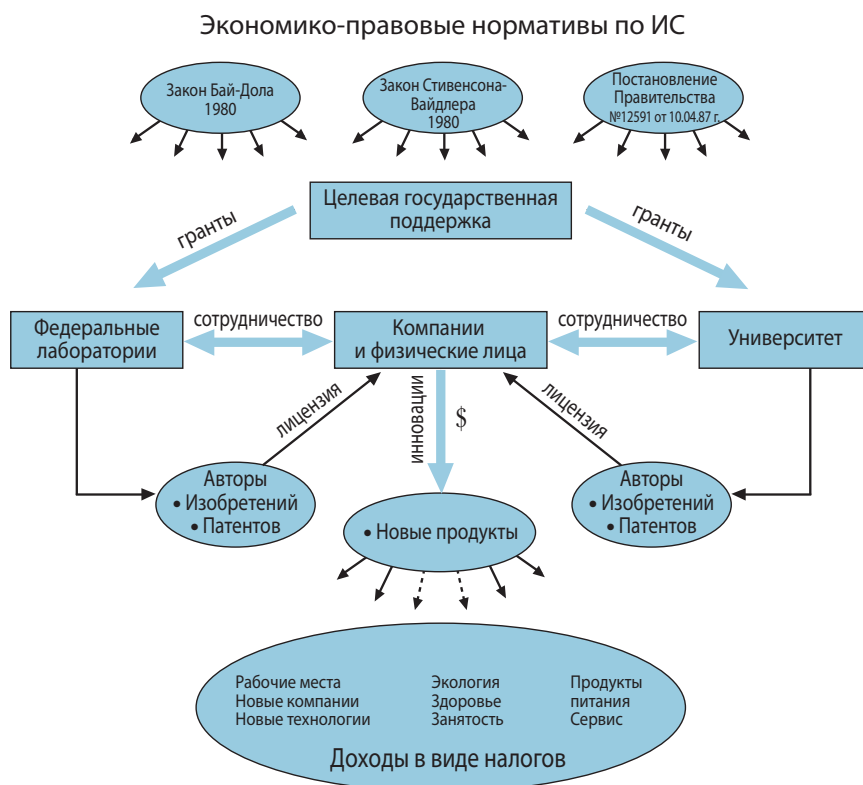 Экономико-правовые нормативы по ИС
Закон Бай-Дола
1980
Закон Стивенсона-
Вайдлера
1980
Постановление
Правительства
№12591 от 10.04.87 г.
Целевая государственная
поддержка
гранты
гранты
Федеральные
лаборатории
сотрудничество
Компании
и физические лица
сотрудничество
Университет
лицензия
инновации
$
лицензия
Авторы
• Изобретений
• Патентов
• Новые продукты
Авторы
• Изобретений
• Патентов
Рабочие места
Новые компании
Новые технологии
Экология
Здоровье
Занятость
Продукты
питания
Сервис
Доходы в виде налогов